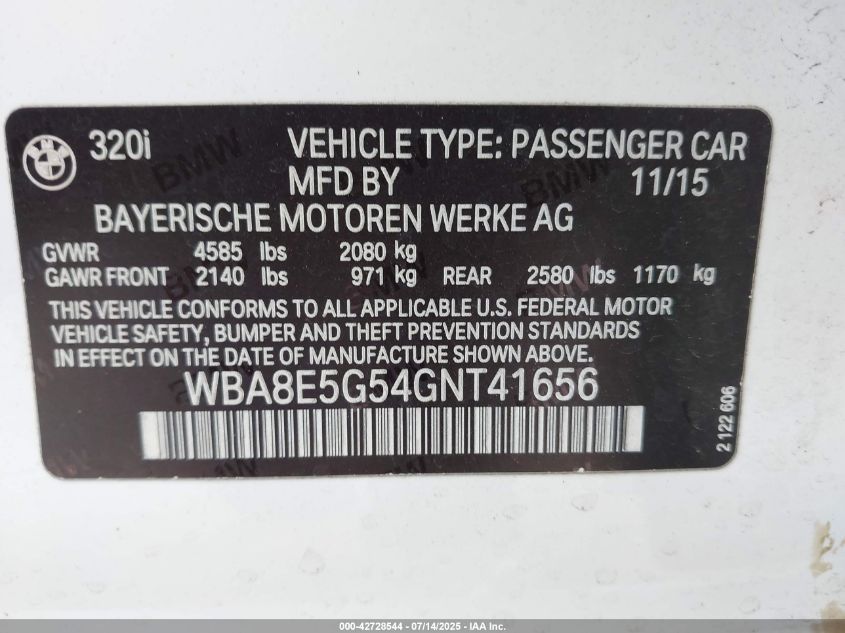 320i VEHICLE TYPE: PASSENGER CAR
MFD BY 11/15
BAYERISCHE MOTOREN WERKE AG
GVWR 4585 lbs 2080 kg
GAWR FRONT 2140 lbs 971 kg REAR 2580 lbs 1170 kg
THIS VEHICLE CONFORMS TO ALL APPLICABLE U.S. FEDERAL MOTOR
VEHICLE SAFETY, BUMPER AND THEFT PREVENTION STANDARDS
IN EFFECT ON THE DATE OF MANUFACTURE SHOWN ABOVE.
WBA8E5G54GNT41656
2 122 606
000-42728544 - 07/14/2025 - IAA Inc.